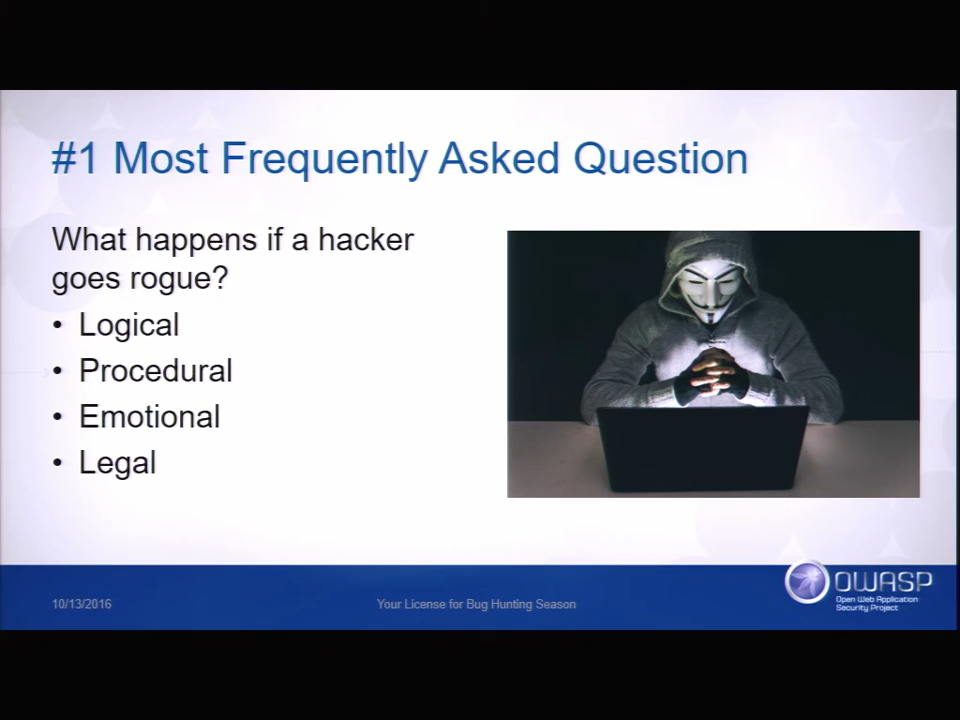 #1 Most Frequently Asked Question
What happens if a hacker
goes rogue?
• Logical
• Procedural
• Emotional
• Legal
10/13/2016
Your License for Bug Hunting Season
OWASP
Open Web Application
Security Project